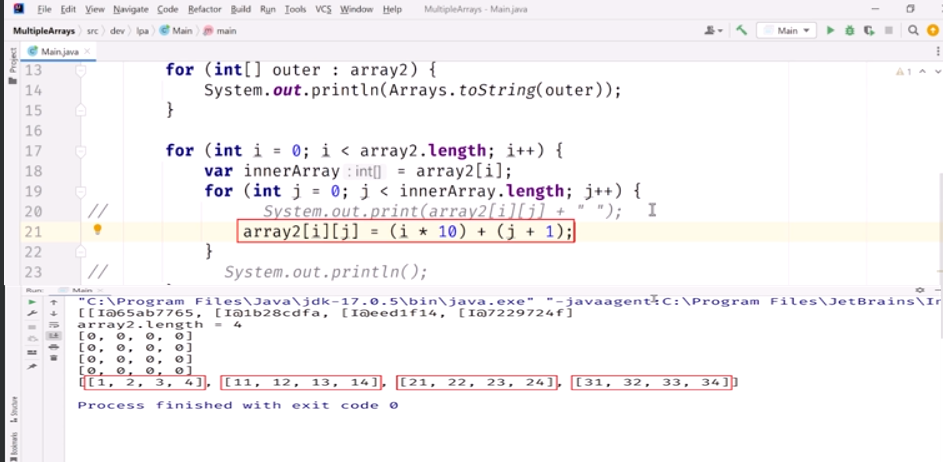 File Edit View Navigate Code Refactor Build Run Tools VCS Window Help MultipleArrays - Main.java
MultipleArrays src dev lpa Main main Main
Main.java
Project
13 for (int[] outer : array2) {
14 System.out.println(Arrays.toString(outer));
15 }
16
17 for (int i = 0; i < array2.length; i++) {
18 var innerArray : int[] = array2[i];
19 for (int j = 0; j < innerArray.length; j++) {
20 // System.out.print(array2[i][j] + " ");
21 array2[i][j] = (i * 10) + (j + 1);
22 }
23 // System.out.println();
1
Run: Main
"C:\Program Files\Java\jdk-17.0.5\bin\java.exe" "-javaagent:C:\Program Files\JetBrains\In
[[I@65ab7765, [I@1b28cdfa, [I@eed1f14, [I@7229724f]
array2.length = 4
[0, 0, 0, 0]
[0, 0, 0, 0]
[0, 0, 0, 0]
[0, 0, 0, 0]
[[1, 2, 3, 4], [11, 12, 13, 14], [21, 22, 23, 24], [31, 32, 33, 34]]
Process finished with exit code 0
Structure
Bookmarks